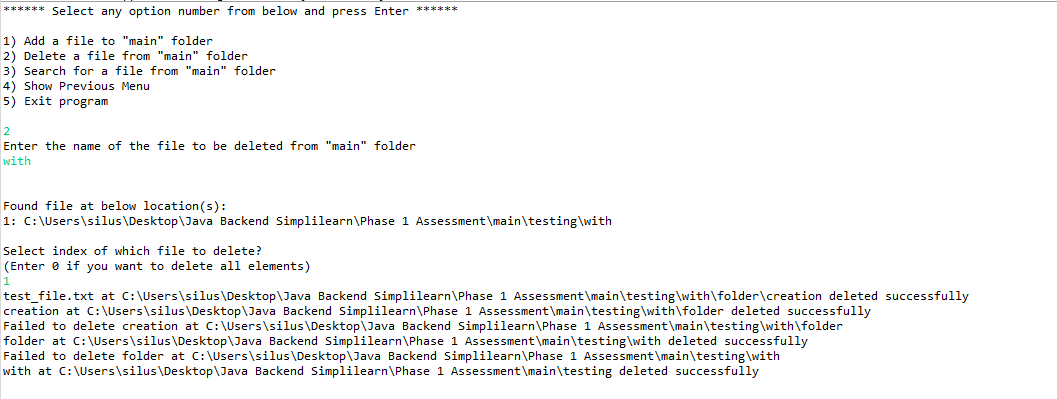 ****** Select any option number from below and press Enter ******
1) Add a file to "main" folder
2) Delete a file from "main" folder
3) Search for a file from "main" folder
4) Show Previous Menu
5) Exit program
2
Enter the name of the file to be deleted from "main" folder
with
Found file at below location(s):
1: C:\Users\silus\Desktop\Java Backend Simplilearn\Phase 1 Assessment\main\testing\with
Select index of which file to delete?
(Enter 0 if you want to delete all elements)
1
test_file.txt at C:\Users\silus\Desktop\Java Backend Simplilearn\Phase 1 Assessment\main\testing\with\folder\creation deleted successfully
creation at C:\Users\silus\Desktop\Java Backend Simplilearn\Phase 1 Assessment\main\testing\with\folder deleted successfully
Failed to delete creation at C:\Users\silus\Desktop\Java Backend Simplilearn\Phase 1 Assessment\main\testing\with\folder
folder at C:\Users\silus\Desktop\Java Backend Simplilearn\Phase 1 Assessment\main\testing\with deleted successfully
Failed to delete folder at C:\Users\silus\Desktop\Java Backend Simplilearn\Phase 1 Assessment\main\testing\with
with at C:\Users\silus\Desktop\Java Backend Simplilearn\Phase 1 Assessment\main\testing deleted successfully